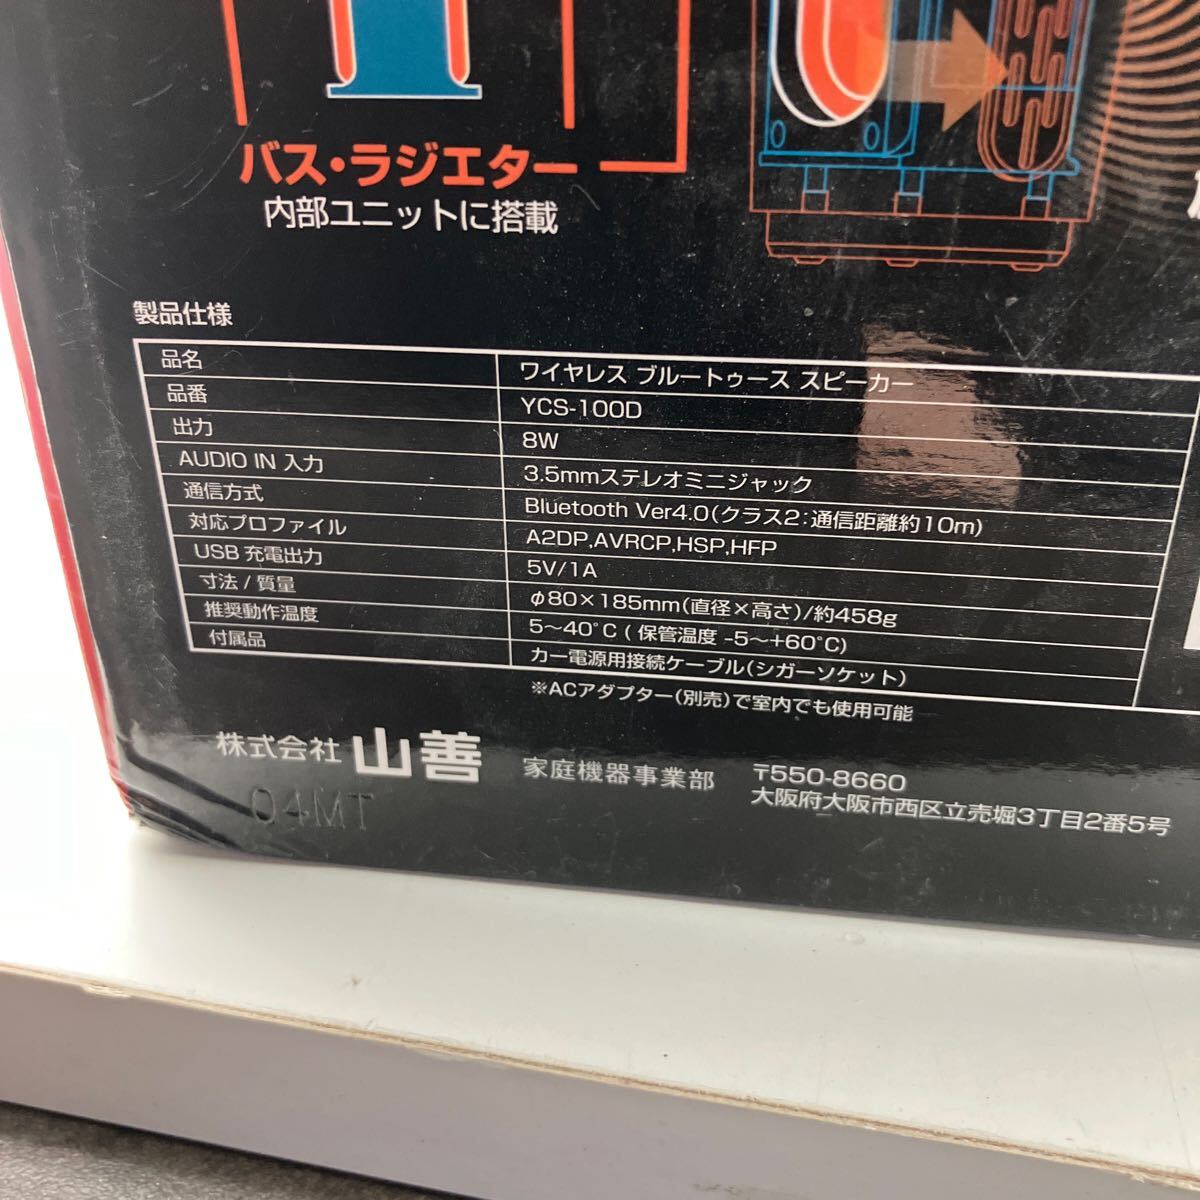 バス・ラジエター
内部ユニットに搭載
製品仕様
品名 ワイヤレス ブルートゥース スピーカー
品番 YCS-100D
出力 8W
AUDIO IN 入力 3.5mmステレオミニジャック
通信方式 Bluetooth Ver4.0(クラス2:通信距離約10m)
対応プロファイル A2DP,AVRCP,HSP,HFP
USB 充電出力 5V/1A
寸法 / 質量 φ80×185mm(直径×高さ)/約458g
推奨動作温度 5〜40℃ ( 保管温度 -5〜+60℃)
付属品 カー電源用接続ケーブル(シガーソケット)
※ACアダプター(別売)で室内でも使用可能
株式会社 山善 家庭機器事業部 〒550-8660
大阪府大阪市西区立売堀3丁目2番5号
04MT